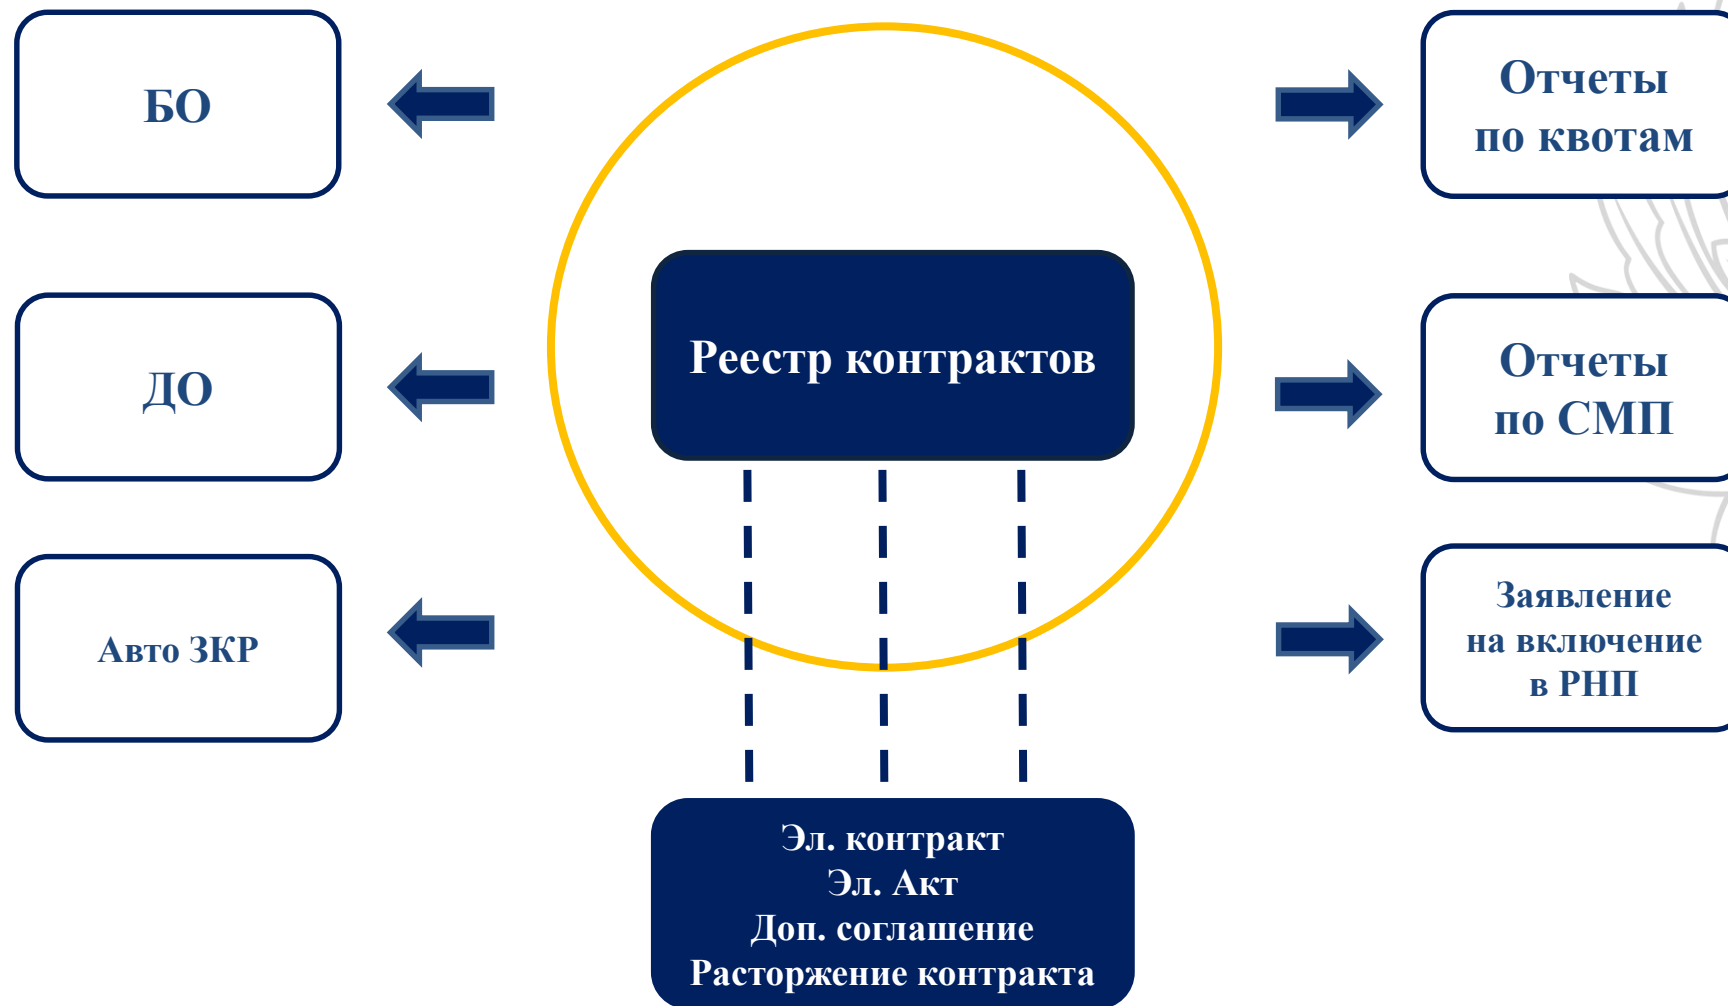 БО
ДО
Авто ЗКР
Реестр контрактов
Эл. контракт
Эл. Акт
Доп. соглашение
Расторжение контракта
Отчеты
по квотам
Отчеты
по СМП
Заявление
на включение
в РНП